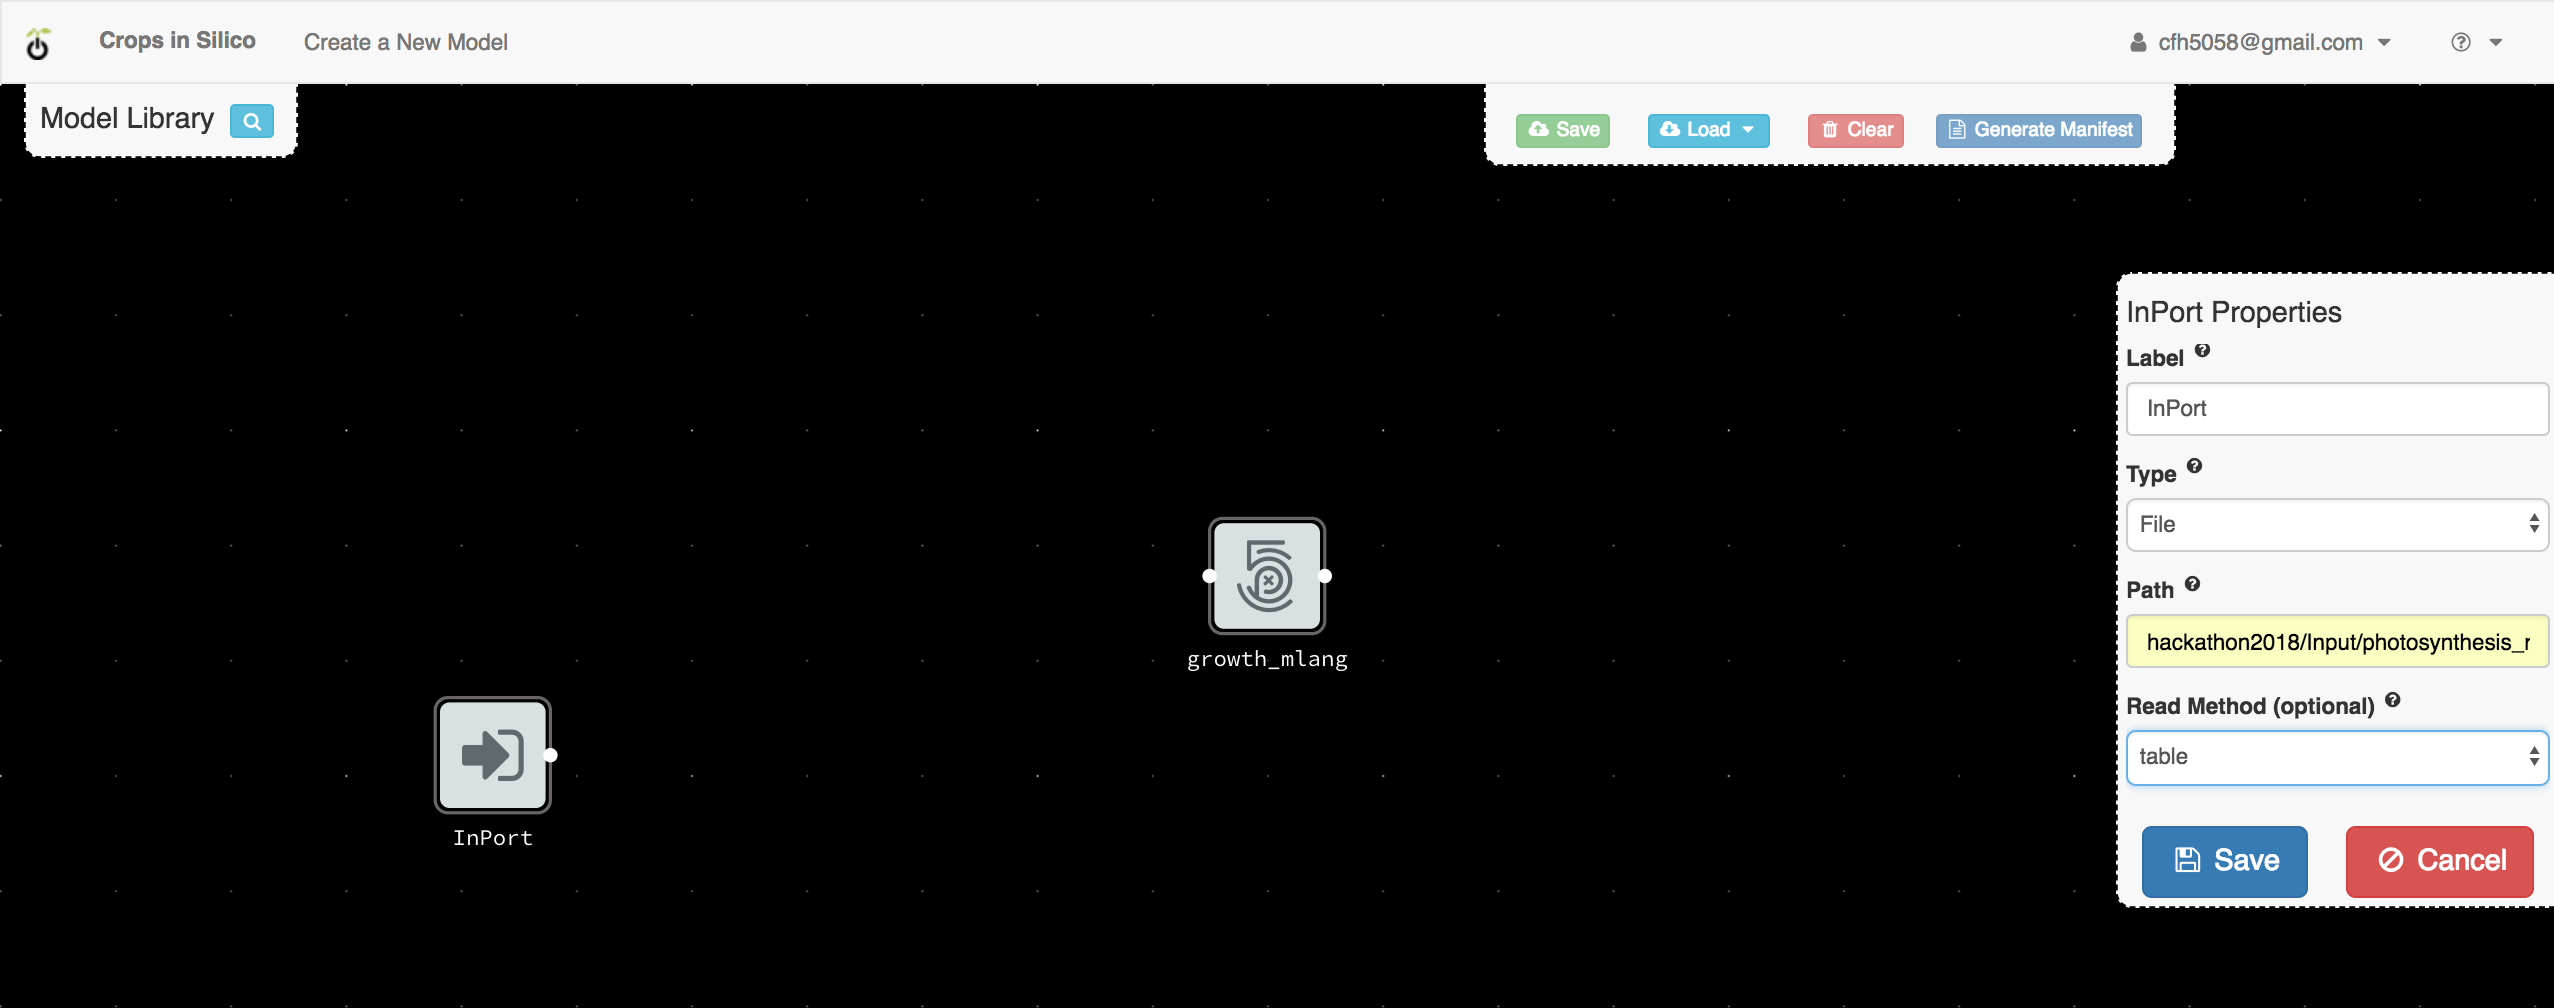 Crops in Silico
Create a New Model
cfh5058@gmail.com
Model Library
Save
Load
Clear
Generate Manifest
InPort Properties
Label
InPort
Type
File
Path
hackathon2018/Input/photosynthesis_r
Read Method (optional)
table
Save
Cancel
growth_mlang
InPort